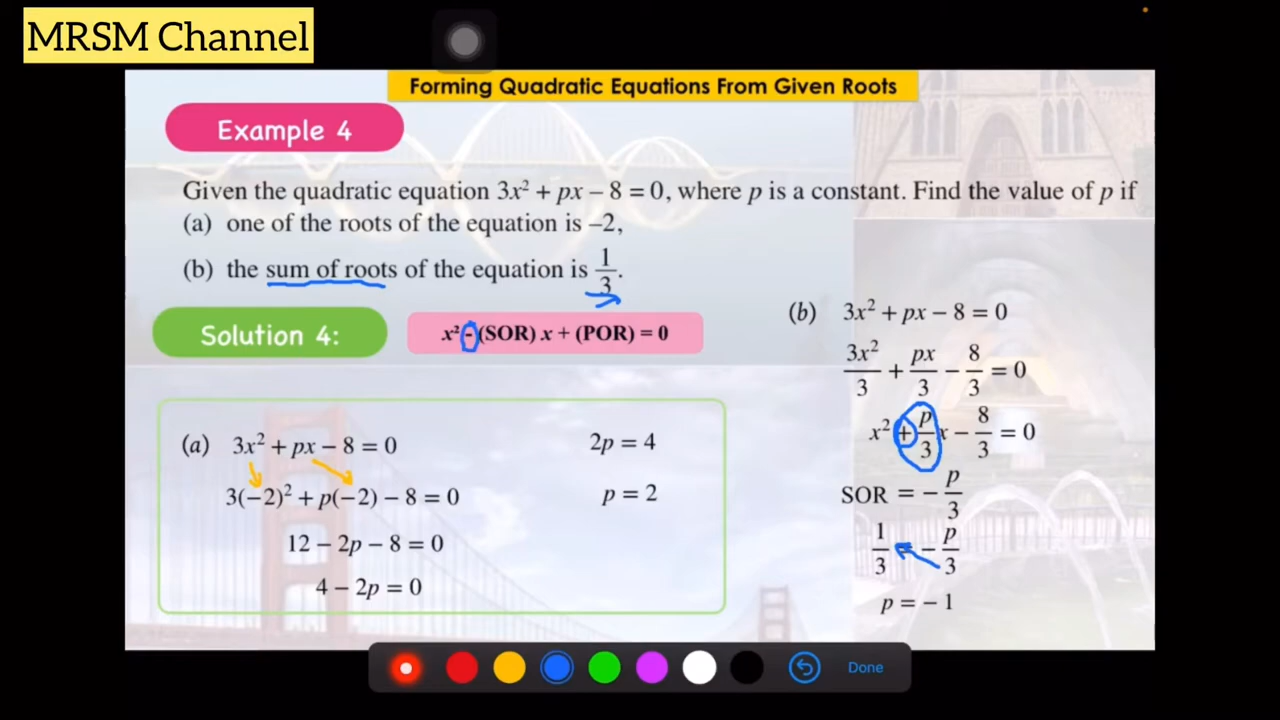 MRSM Channel
Forming Quadratic Equations From Given Roots
Example 4
Given the quadratic equation 3x² + px – 8 = 0, where p is a constant. Find the value of p if
(a) one of the roots of the equation is –2,
(b) the sum of roots of the equation is 1/3.
Solution 4:
x² - (SOR) x + (POR) = 0
(a) 3x² + px – 8 = 0
3(–2)² + p(–2) – 8 = 0
12 – 2p – 8 = 0
4 – 2p = 0
2p = 4
p = 2
(b) 3x² + px – 8 = 0
3x²/3 + px/3 – 8/3 = 0
x² + p/3 x – 8/3 = 0
SOR = – p/3
1/3 = – p/3
p = – 1
Done